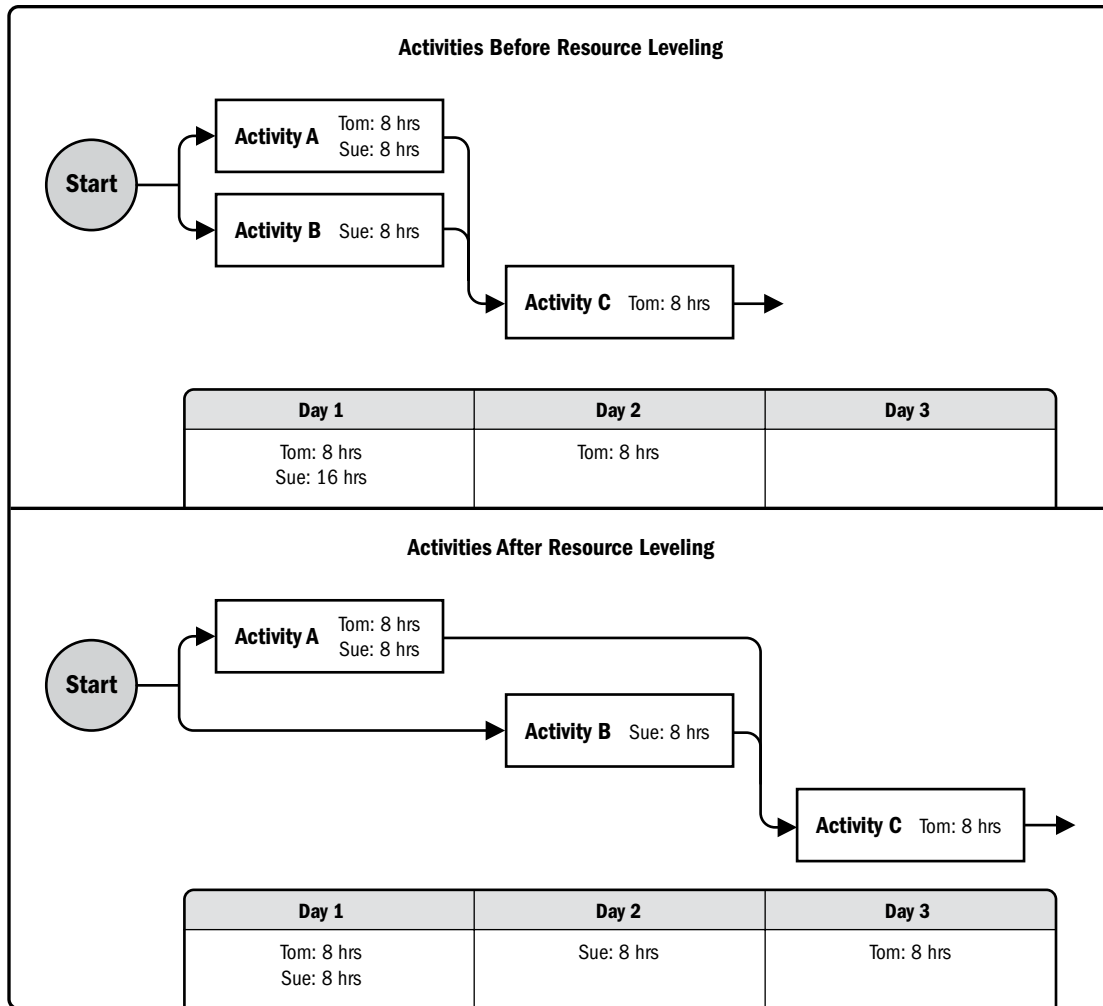 Activities Before Resource Leveling
Start
Activity A
Tom: 8 hrs
Sue: 8 hrs
Activity B Sue: 8 hrs
Activity C Tom: 8 hrs
Day 1 Day 2 Day 3
Tom: 8 hrs Tom: 8 hrs
Sue: 16 hrs
Activities After Resource Leveling
Start
Activity A
Tom: 8 hrs
Sue: 8 hrs
Activity B Sue: 8 hrs
Activity C Tom: 8 hrs
Day 1 Day 2 Day 3
Tom: 8 hrs Sue: 8 hrs Tom: 8 hrs
Sue: 8 hrs